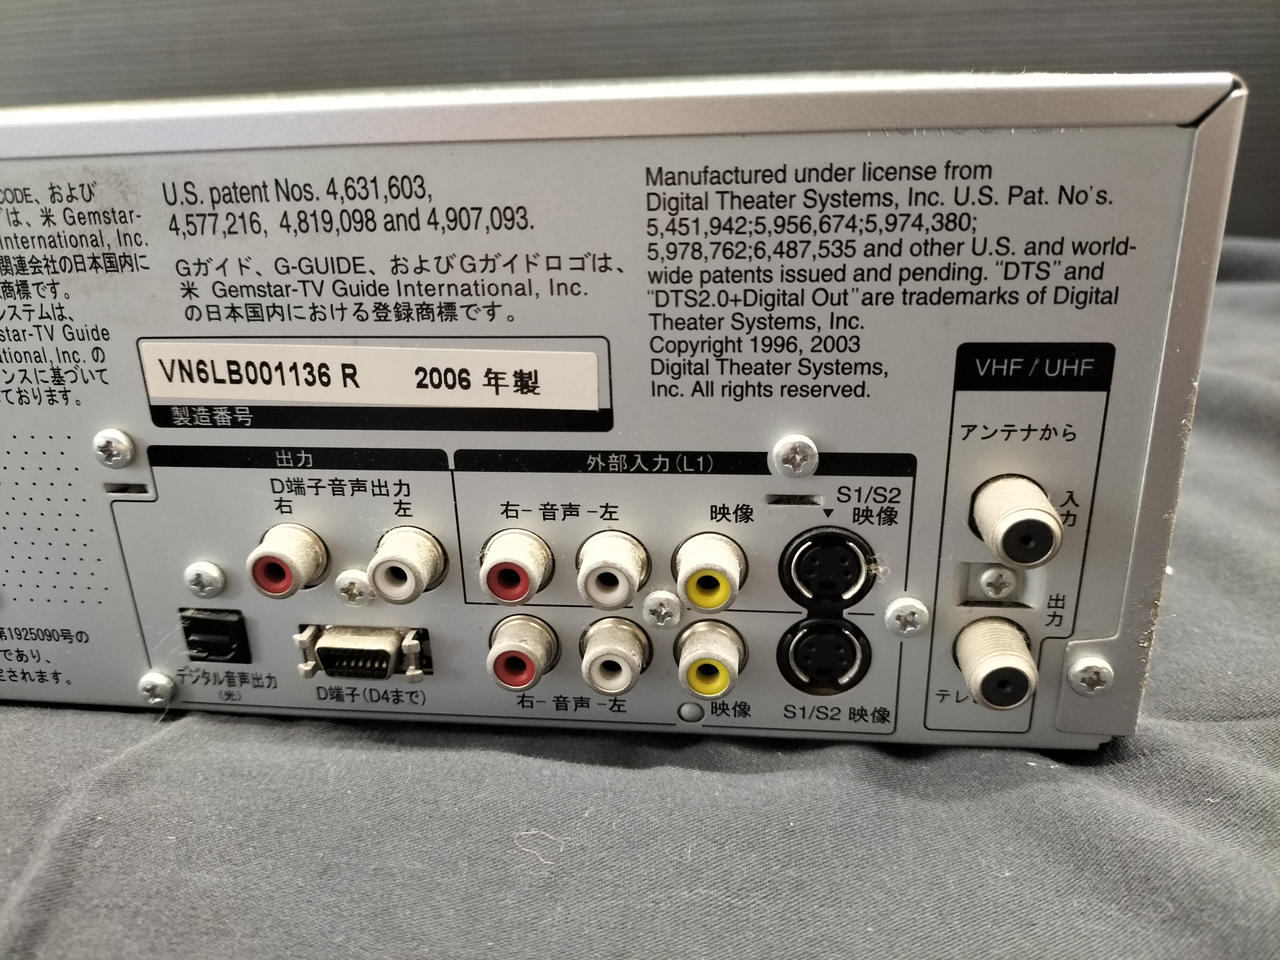 CODE、および
は、米 Gemstar-
International, Inc.
関連会社の日本国内に
商標です。
システムは、
star-TV Guide
ational, Inc. の
ンスに基づいて
ております。
U.S. patent Nos. 4,631,603,
4,577,216, 4,819,098 and 4,907,093.
Gガイド、G-GUIDE、およびGガイドロゴは、
米 Gemstar-TV Guide International, Inc.
の日本国内における登録商標です。
Manufactured under license from
Digital Theater Systems, Inc. U.S. Pat. No's.
5,451,942;5,956,674;5,974,380;
5,978,762;6,487,535 and other U.S. and world-
wide patents issued and pending. "DTS" and
"DTS2.0+Digital Out" are trademarks of Digital
Theater Systems, Inc.
Copyright 1996, 2003
Digital Theater Systems,
Inc. All rights reserved.
VN6LB001136 R 2006 年製
製造番号
VHF / UHF
アンテナから
入力
出力
テレ
出力
D端子音声出力
右 左
外部入力(L1)
右- 音声 -左 映像
S1/S2
映像
デジタル音声出力
(光)
D端子(D4まで)
右- 音声 -左 映像 S1/S2 映像
第1925090号の
であり、
されます。